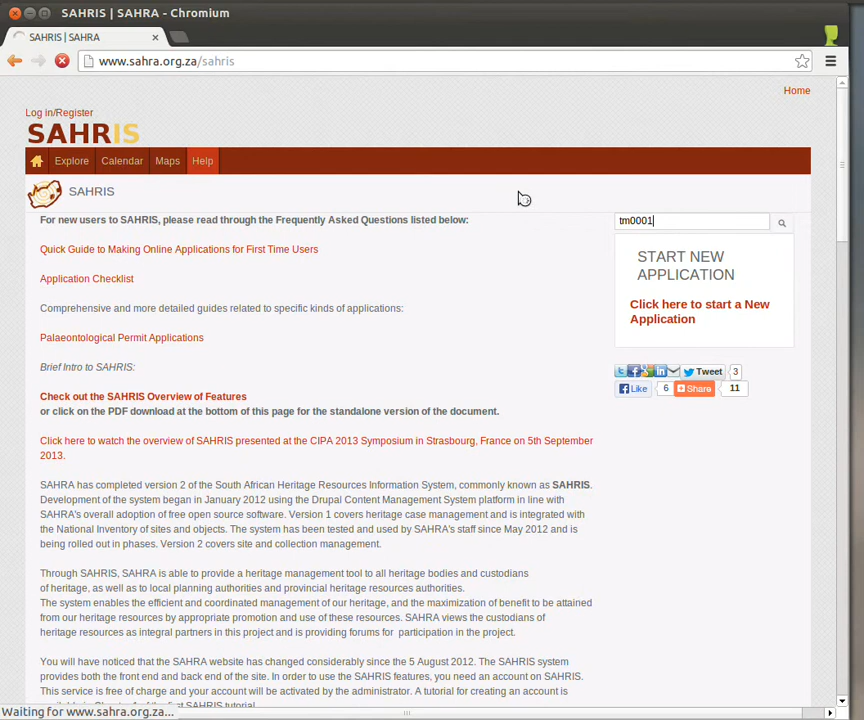 SAHRIS | SAHRA - Chromium
SAHRIS | SAHRA
www.sahra.org.za/sahris
Home
Log in/Register
SAHRIS
Explore Calendar Maps Help
SAHRIS
tm0001
For new users to SAHRIS, please read through the Frequently Asked Questions listed below:
Quick Guide to Making Online Applications for First Time Users
Application Checklist
Comprehensive and more detailed guides related to specific kinds of applications:
Palaeontological Permit Applications
Brief Intro to SAHRIS:
Check out the SAHRIS Overview of Features
or click on the PDF download at the bottom of this page for the standalone version of the document.
Click here to watch the overview of SAHRIS presented at the CIPA 2013 Symposium in Strasbourg, France on 5th September
2013.
SAHRA has completed version 2 of the South African Heritage Resources Information System, commonly known as SAHRIS.
Development of the system began in January 2012 using the Drupal Content Management System platform in line with
SAHRA's overall adoption of free open source software. Version 1 covers heritage case management and is integrated with
the National Inventory of sites and objects. The system has been tested and used by SAHRA's staff since May 2012 and is
being rolled out in phases. Version 2 covers site and collection management.
Through SAHRIS, SAHRA is able to provide a heritage management tool to all heritage bodies and custodians
of heritage, as well as to local planning authorities and provincial heritage resources authorities.
The system enables the efficient and coordinated management of our heritage, and the maximization of benefit to be attained
from our heritage resources by appropriate promotion and use of these resources. SAHRA views the custodians of
heritage resources as integral partners in this project and is providing forums for participation in the project.
You will have noticed that the SAHRA website has changed considerably since the 5 August 2012. The SAHRIS system
provides both the front end and back end of the site. In order to use the SAHRIS features, you need an account on SAHRIS.
This service is free of charge and your account will be activated by the administrator. A tutorial for creating an account is
START NEW
APPLICATION
Click here to start a New
Application
Tweet 3
Like 6 Share 11
Waiting for www.sahra.org.za...